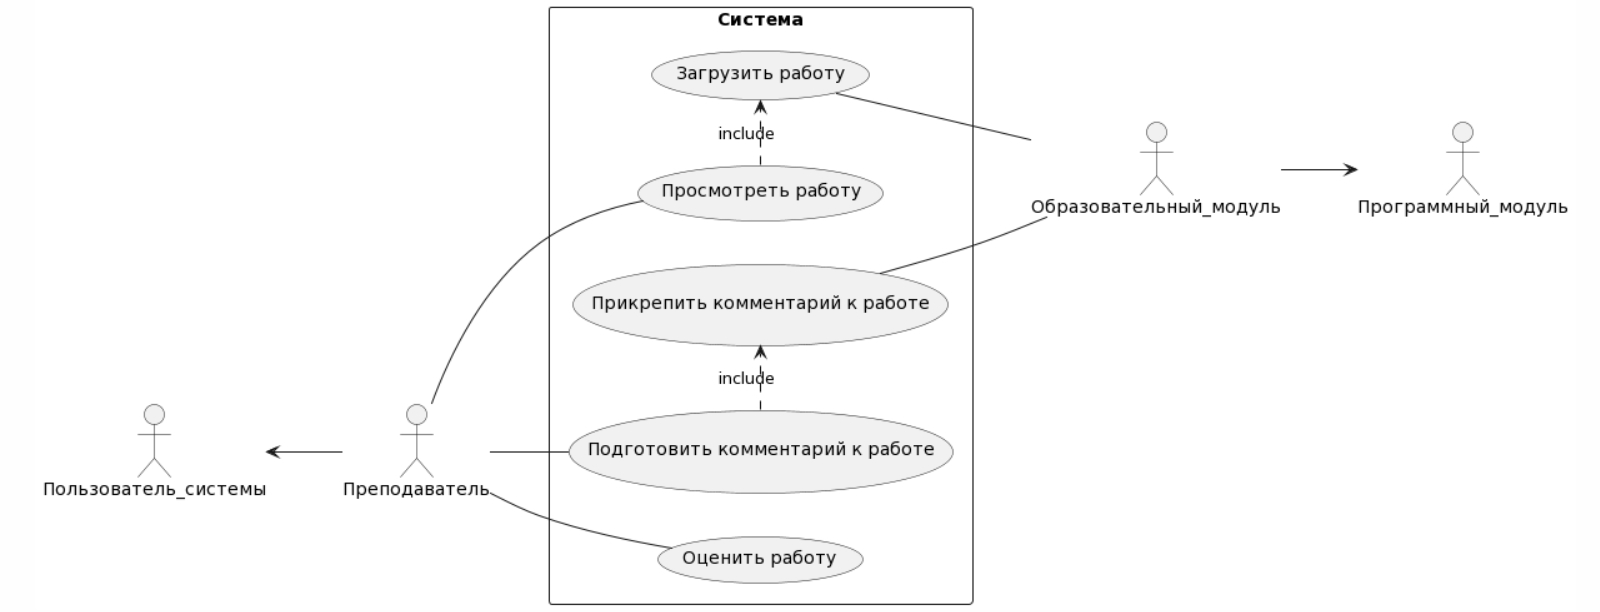 Система
Загрузить работу
include
Просмотреть работу
Образовательный_модуль
Программный_модуль
Прикрепить комментарий к работе
include
Подготовить комментарий к работе
Пользователь_системы
Преподаватель
Оценить работу